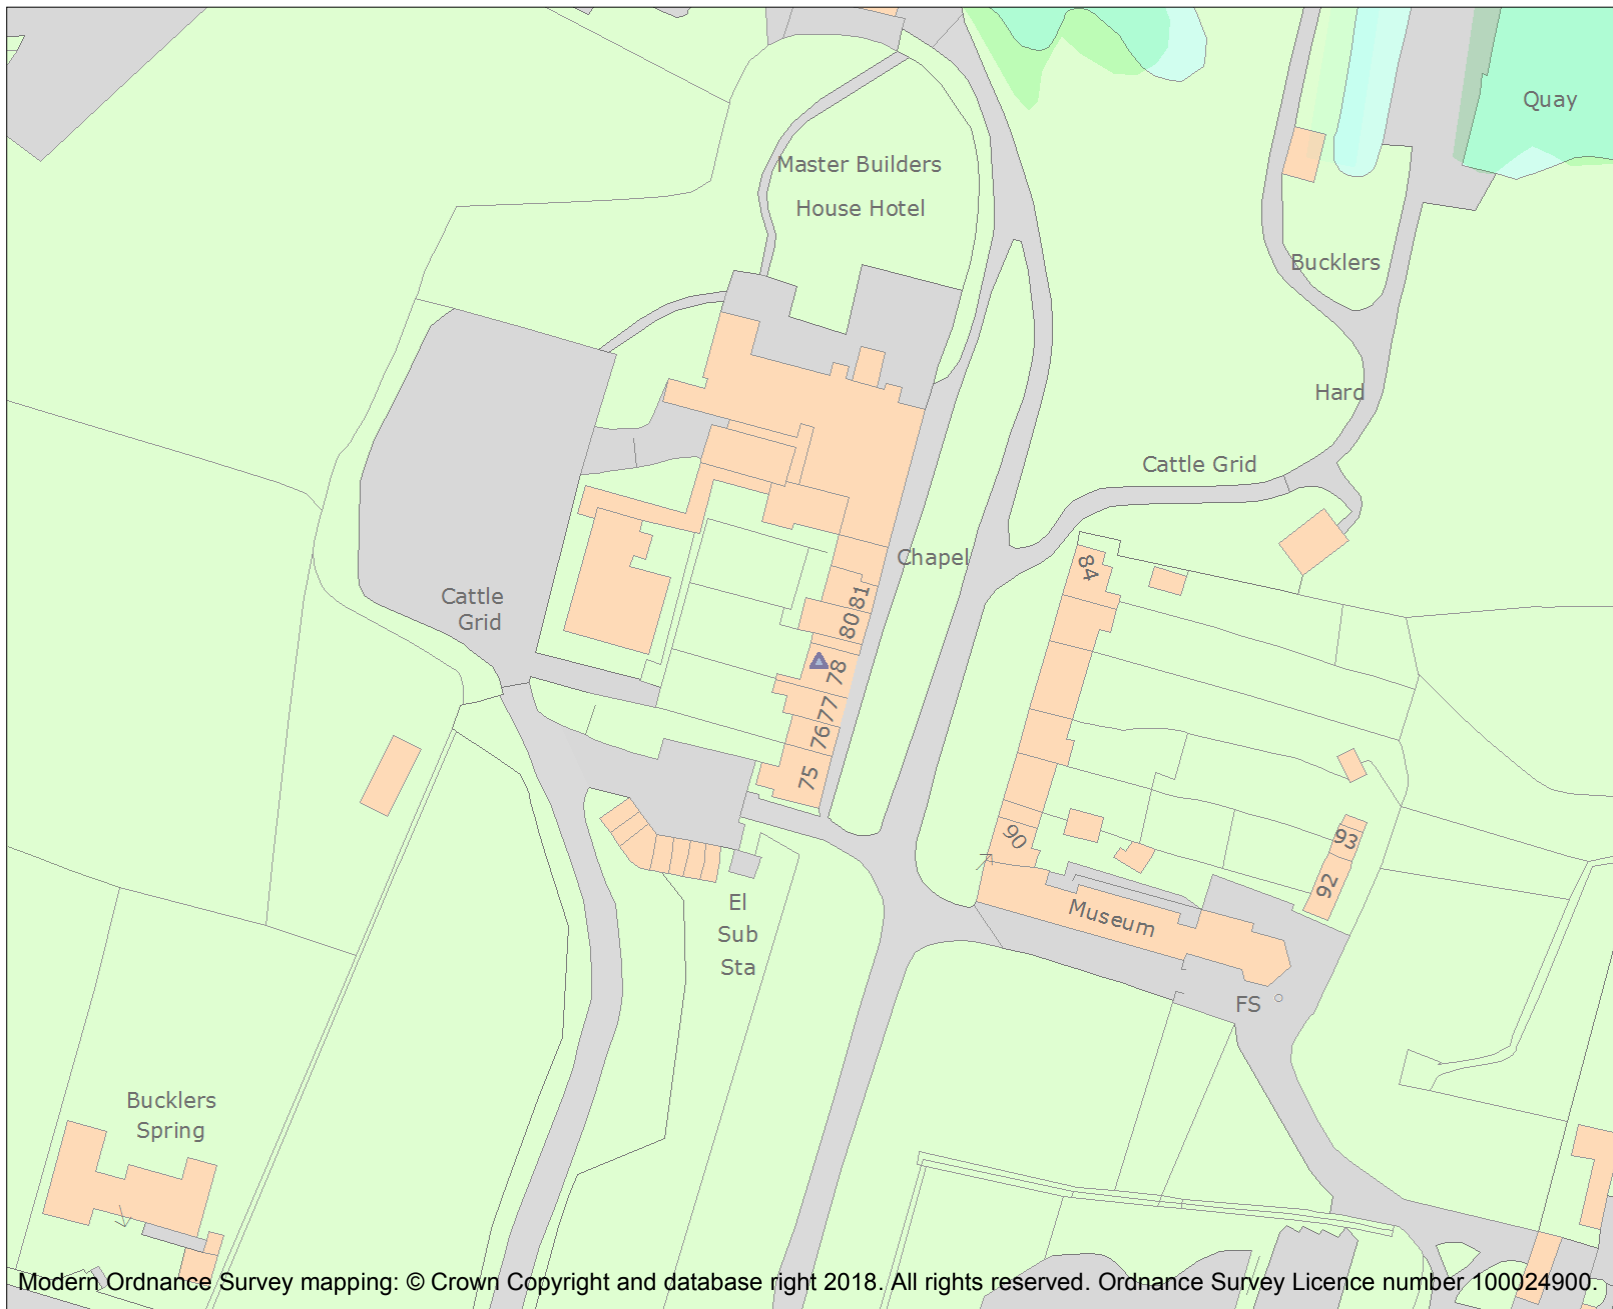 Quay
Master Builders
House Hotel
Bucklers
Hard
Cattle Grid
Chapel
84
Cattle
Grid
81
80
78
77
76
75
90
93
92
Museum
El
Sub
Sta
FS
Bucklers
Spring
Modern Ordnance Survey mapping: © Crown Copyright and database right 2018. All rights reserved. Ordnance Survey Licence number 100024900.